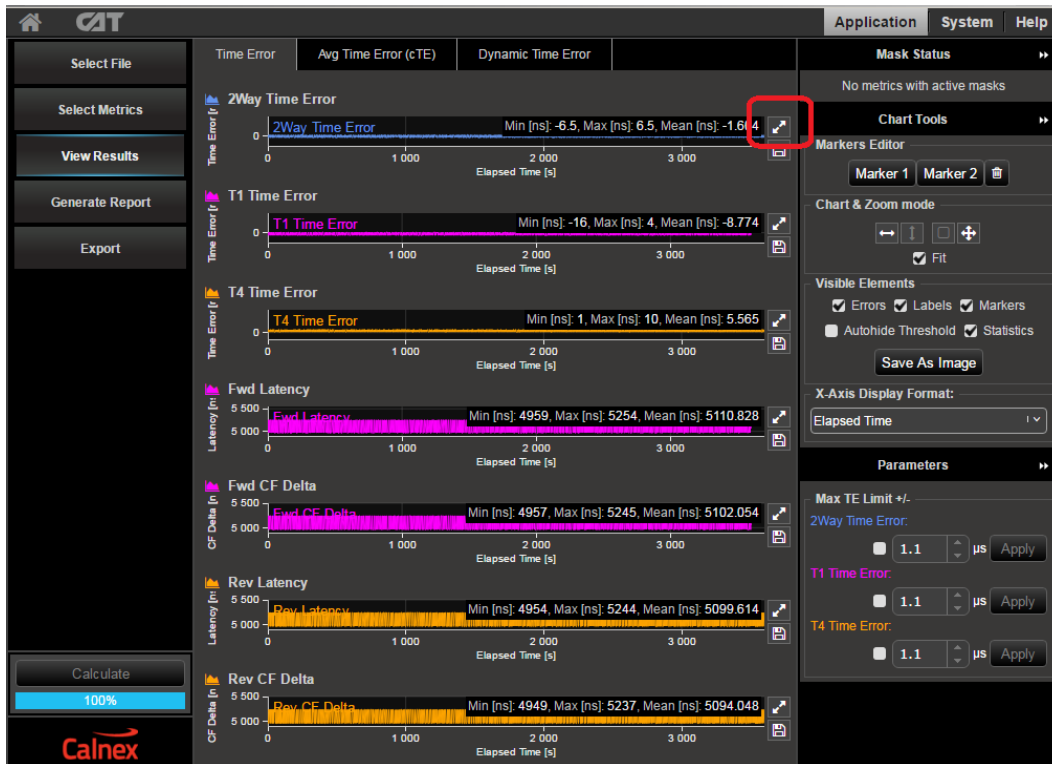 CAT
Application System Help
Select File
Select Metrics
View Results
Generate Report
Export
Calculate
100%
Calnex
Time Error Avg Time Error (cTE) Dynamic Time Error
2Way Time Error
Time Error [
2Way Time Error
Min [ns]: -6.5, Max [ns]: 6.5, Mean [ns]: -1.604
0
0 1 000 2 000 3 000
Elapsed Time [s]
T1 Time Error
Time Error [
T1 Time Error
Min [ns]: -16, Max [ns]: 4, Mean [ns]: -8.774
0
0 1 000 2 000 3 000
Elapsed Time [s]
T4 Time Error
Time Error [
T4 Time Error
Min [ns]: 1, Max [ns]: 10, Mean [ns]: 5.565
0
0 1 000 2 000 3 000
Elapsed Time [s]
Fwd Latency
Latency [n
Fwd Latency
Min [ns]: 4959, Max [ns]: 5254, Mean [ns]: 5110.828
5 500
5 000
0 1 000 2 000 3 000
Elapsed Time [s]
Fwd CF Delta
CF Delta [n
Fwd CF Delta
Min [ns]: 4957, Max [ns]: 5245, Mean [ns]: 5102.054
5 500
5 000
0 1 000 2 000 3 000
Elapsed Time [s]
Rev Latency
Latency [n
Rev Latency
Min [ns]: 4954, Max [ns]: 5244, Mean [ns]: 5099.614
5 500
5 000
0 1 000 2 000 3 000
Elapsed Time [s]
Rev CF Delta
CF Delta [n
Rev CF Delta
Min [ns]: 4949, Max [ns]: 5237, Mean [ns]: 5094.048
5 500
5 000
0 1 000 2 000 3 000
Elapsed Time [s]
Mask Status
No metrics with active masks
Chart Tools
Markers Editor
Marker 1 Marker 2
Chart & Zoom mode
Fit
Visible Elements
Errors Labels Markers
Autohide Threshold Statistics
Save As Image
X-Axis Display Format:
Elapsed Time
Parameters
Max TE Limit +/-
2Way Time Error:
1.1 µs Apply
T1 Time Error:
1.1 µs Apply
T4 Time Error:
1.1 µs Apply